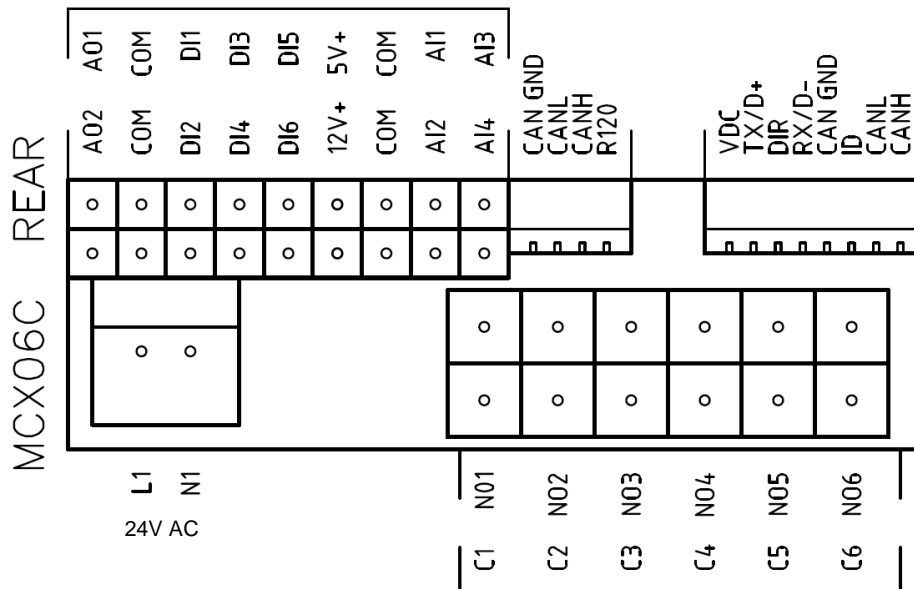 AO1 COM DI1 DI3 DI5 5V+ COM AI1 AI3
AO2 COM DI2 DI4 DI6 12V+ COM AI2 AI4
CAN GND
CANL
CANH
R120
VDC
TX/D+
DIR
RX/D-
CAN GND
ID
CANL
CANH
REAR
MCX06C
L1 N1
24V AC
NO1 NO2 NO3 NO4 NO5 NO6
C1 C2 C3 C4 C5 C6